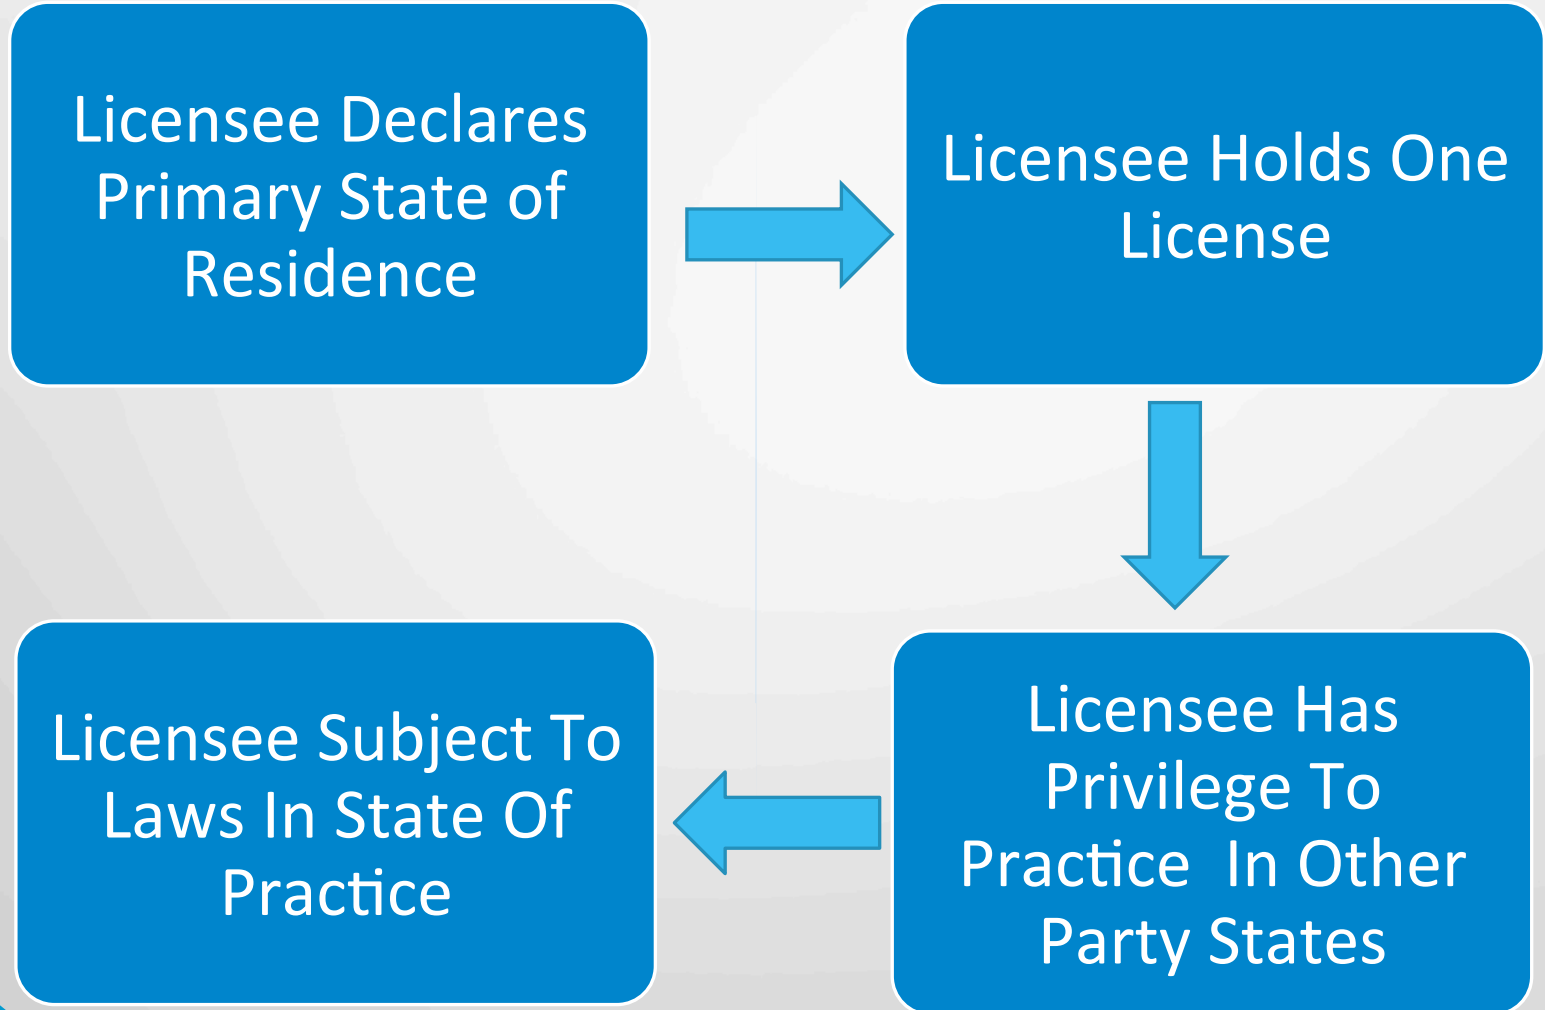 Licensee Declares
Primary State of
Residence
Licensee Holds One
License
Licensee Has
Privilege To
Practice  In Other
Party States
Licensee Subject To
Laws In State Of
Practice